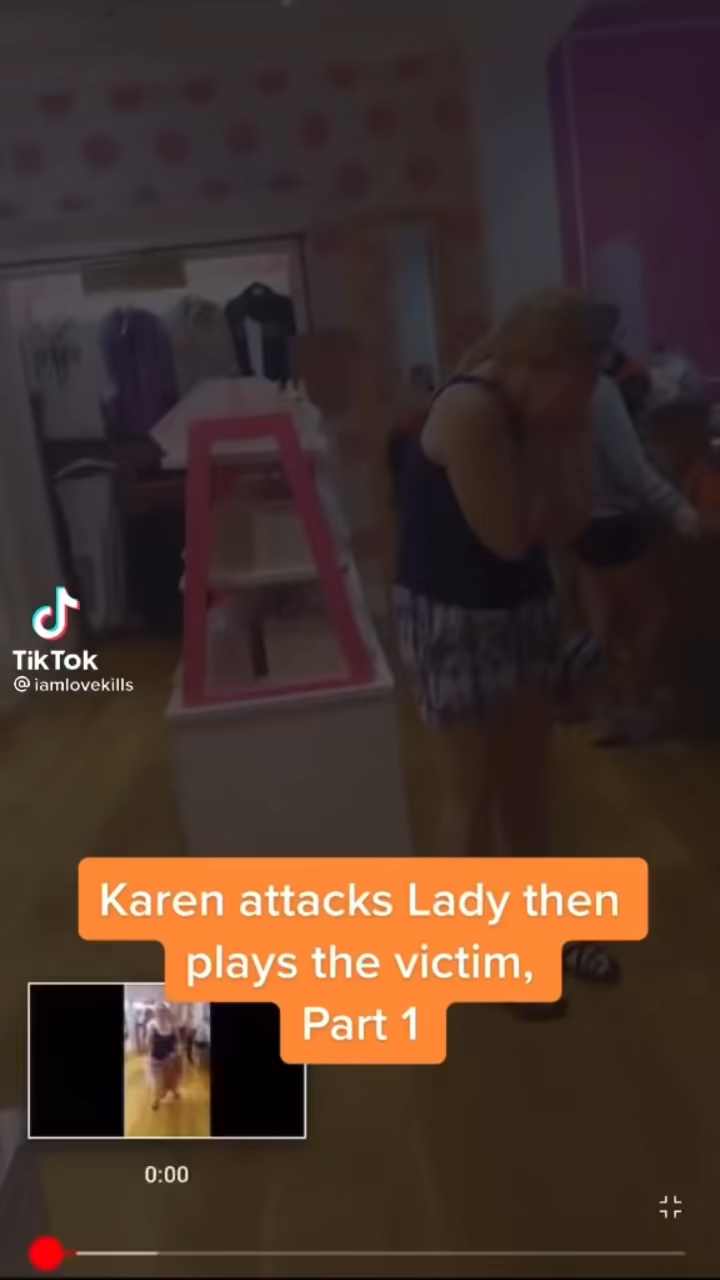 TikTok
@iamlovekills
Karen attacks Lady then
plays the victim,
Part 1
0:00